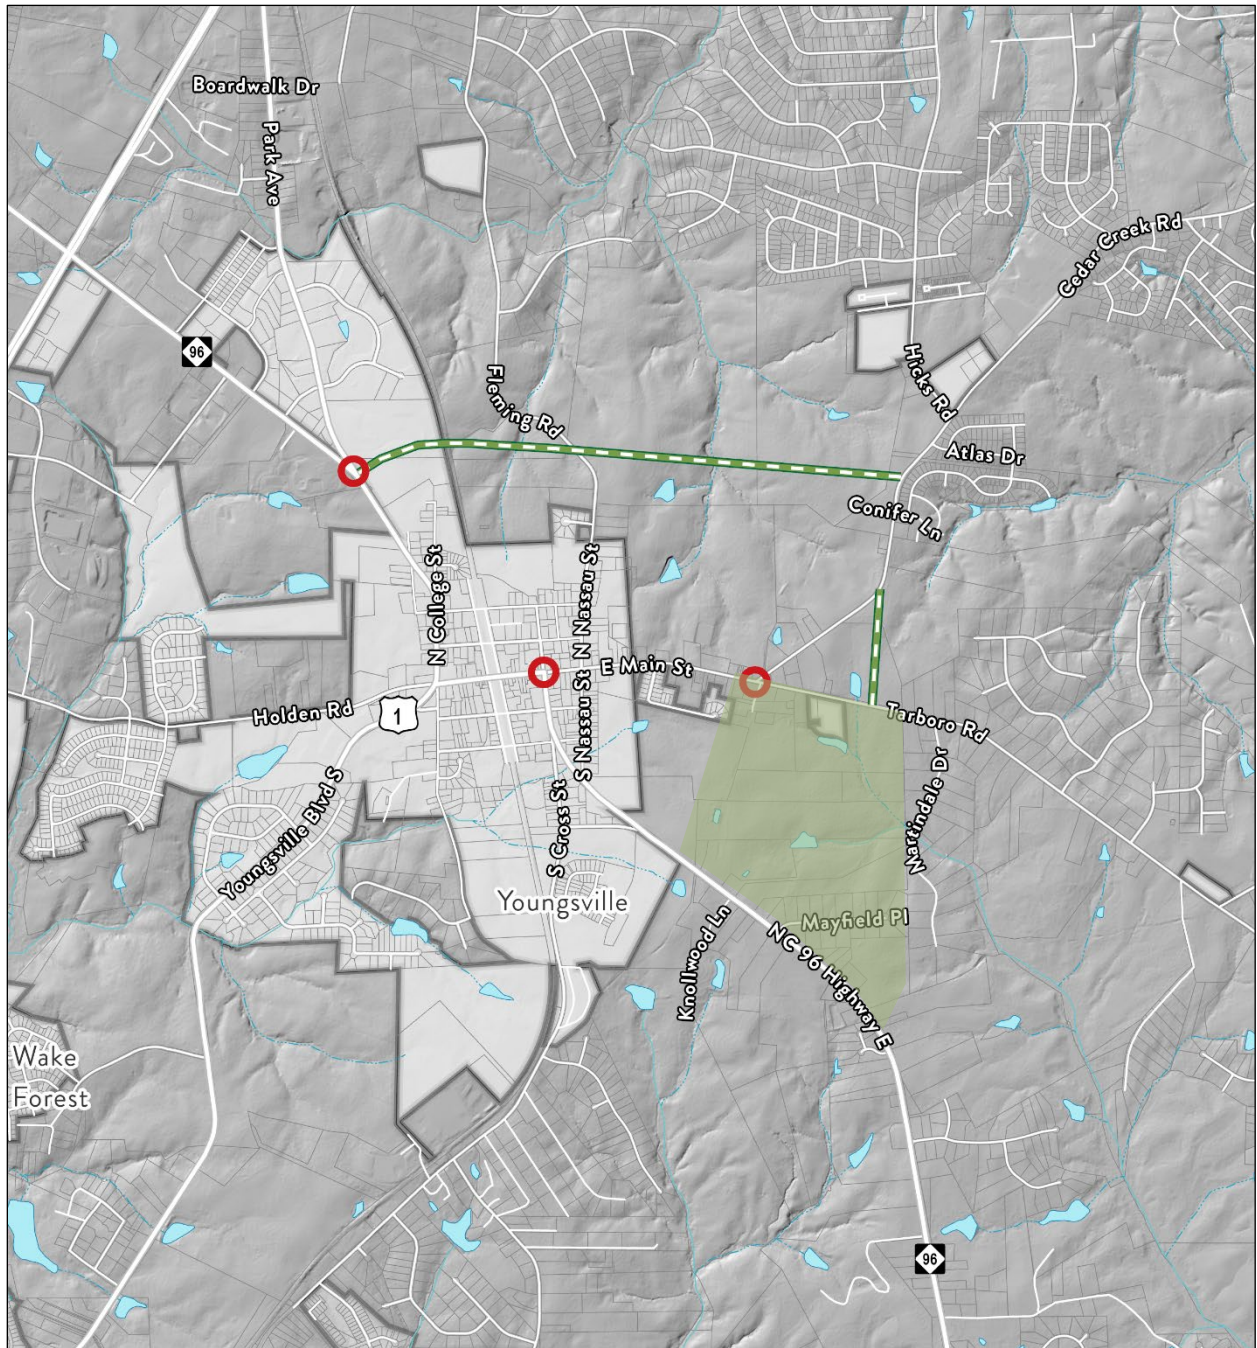 Boardwalk Dr
Park Ave
Cedar Creek Rd
96
Hicks Rd
Fleming Rd
Atlas Dr
Conifer Ln
N College St
N Nassau St
E Main St
Holden Rd
1
S Nassau St
Tarboro Rd
Martindale Dr
Youngsville Blvd S
S Cross St
Youngsville
Mayfield Pl
Knollwood Ln
NC 96 Highway E
Wake
Forest
96